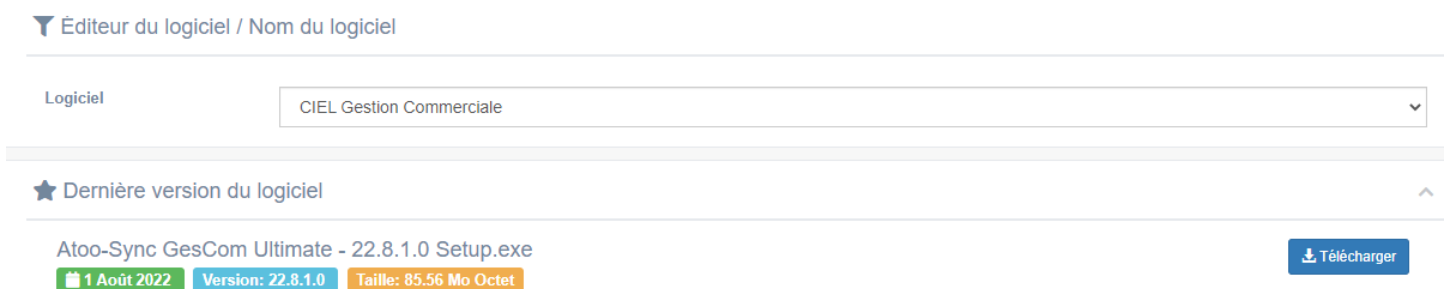 Éditeur du logiciel / Nom du logiciel
Logiciel
CIEL Gestion Commerciale
Dernière version du logiciel
Atoo-Sync GesCom Ultimate - 22.8.1.0 Setup.exe
Télécharger
1 Août 2022 Version: 22.8.1.0 Taille: 85.56 Mo Octet